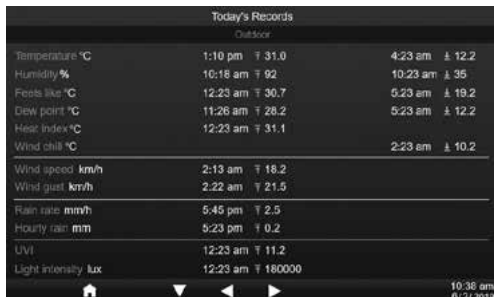 Today's Records
Outdoor
Temperature °C 1:10 pm 31.0 4:23 am 12.2
Humidity % 10:18 am 92 10:23 am 35
Feels like °C 12:23 am 30.7 5:23 am 19.2
Dew point °C 11:26 am 28.2 5:23 am 12.2
Heat index °C 12:23 am 31.1
Wind chill °C 2:23 am 10.2
Wind speed km/h 2:13 am 18.2
Wind gust km/h 2:22 am 21.5
Rain rate mm/h 5:45 pm 2.5
Hourly rain mm 5:23 pm 0.2
UVI 12:23 am 11.2
Light intensity lux 12:23 am 180000
10:38 am